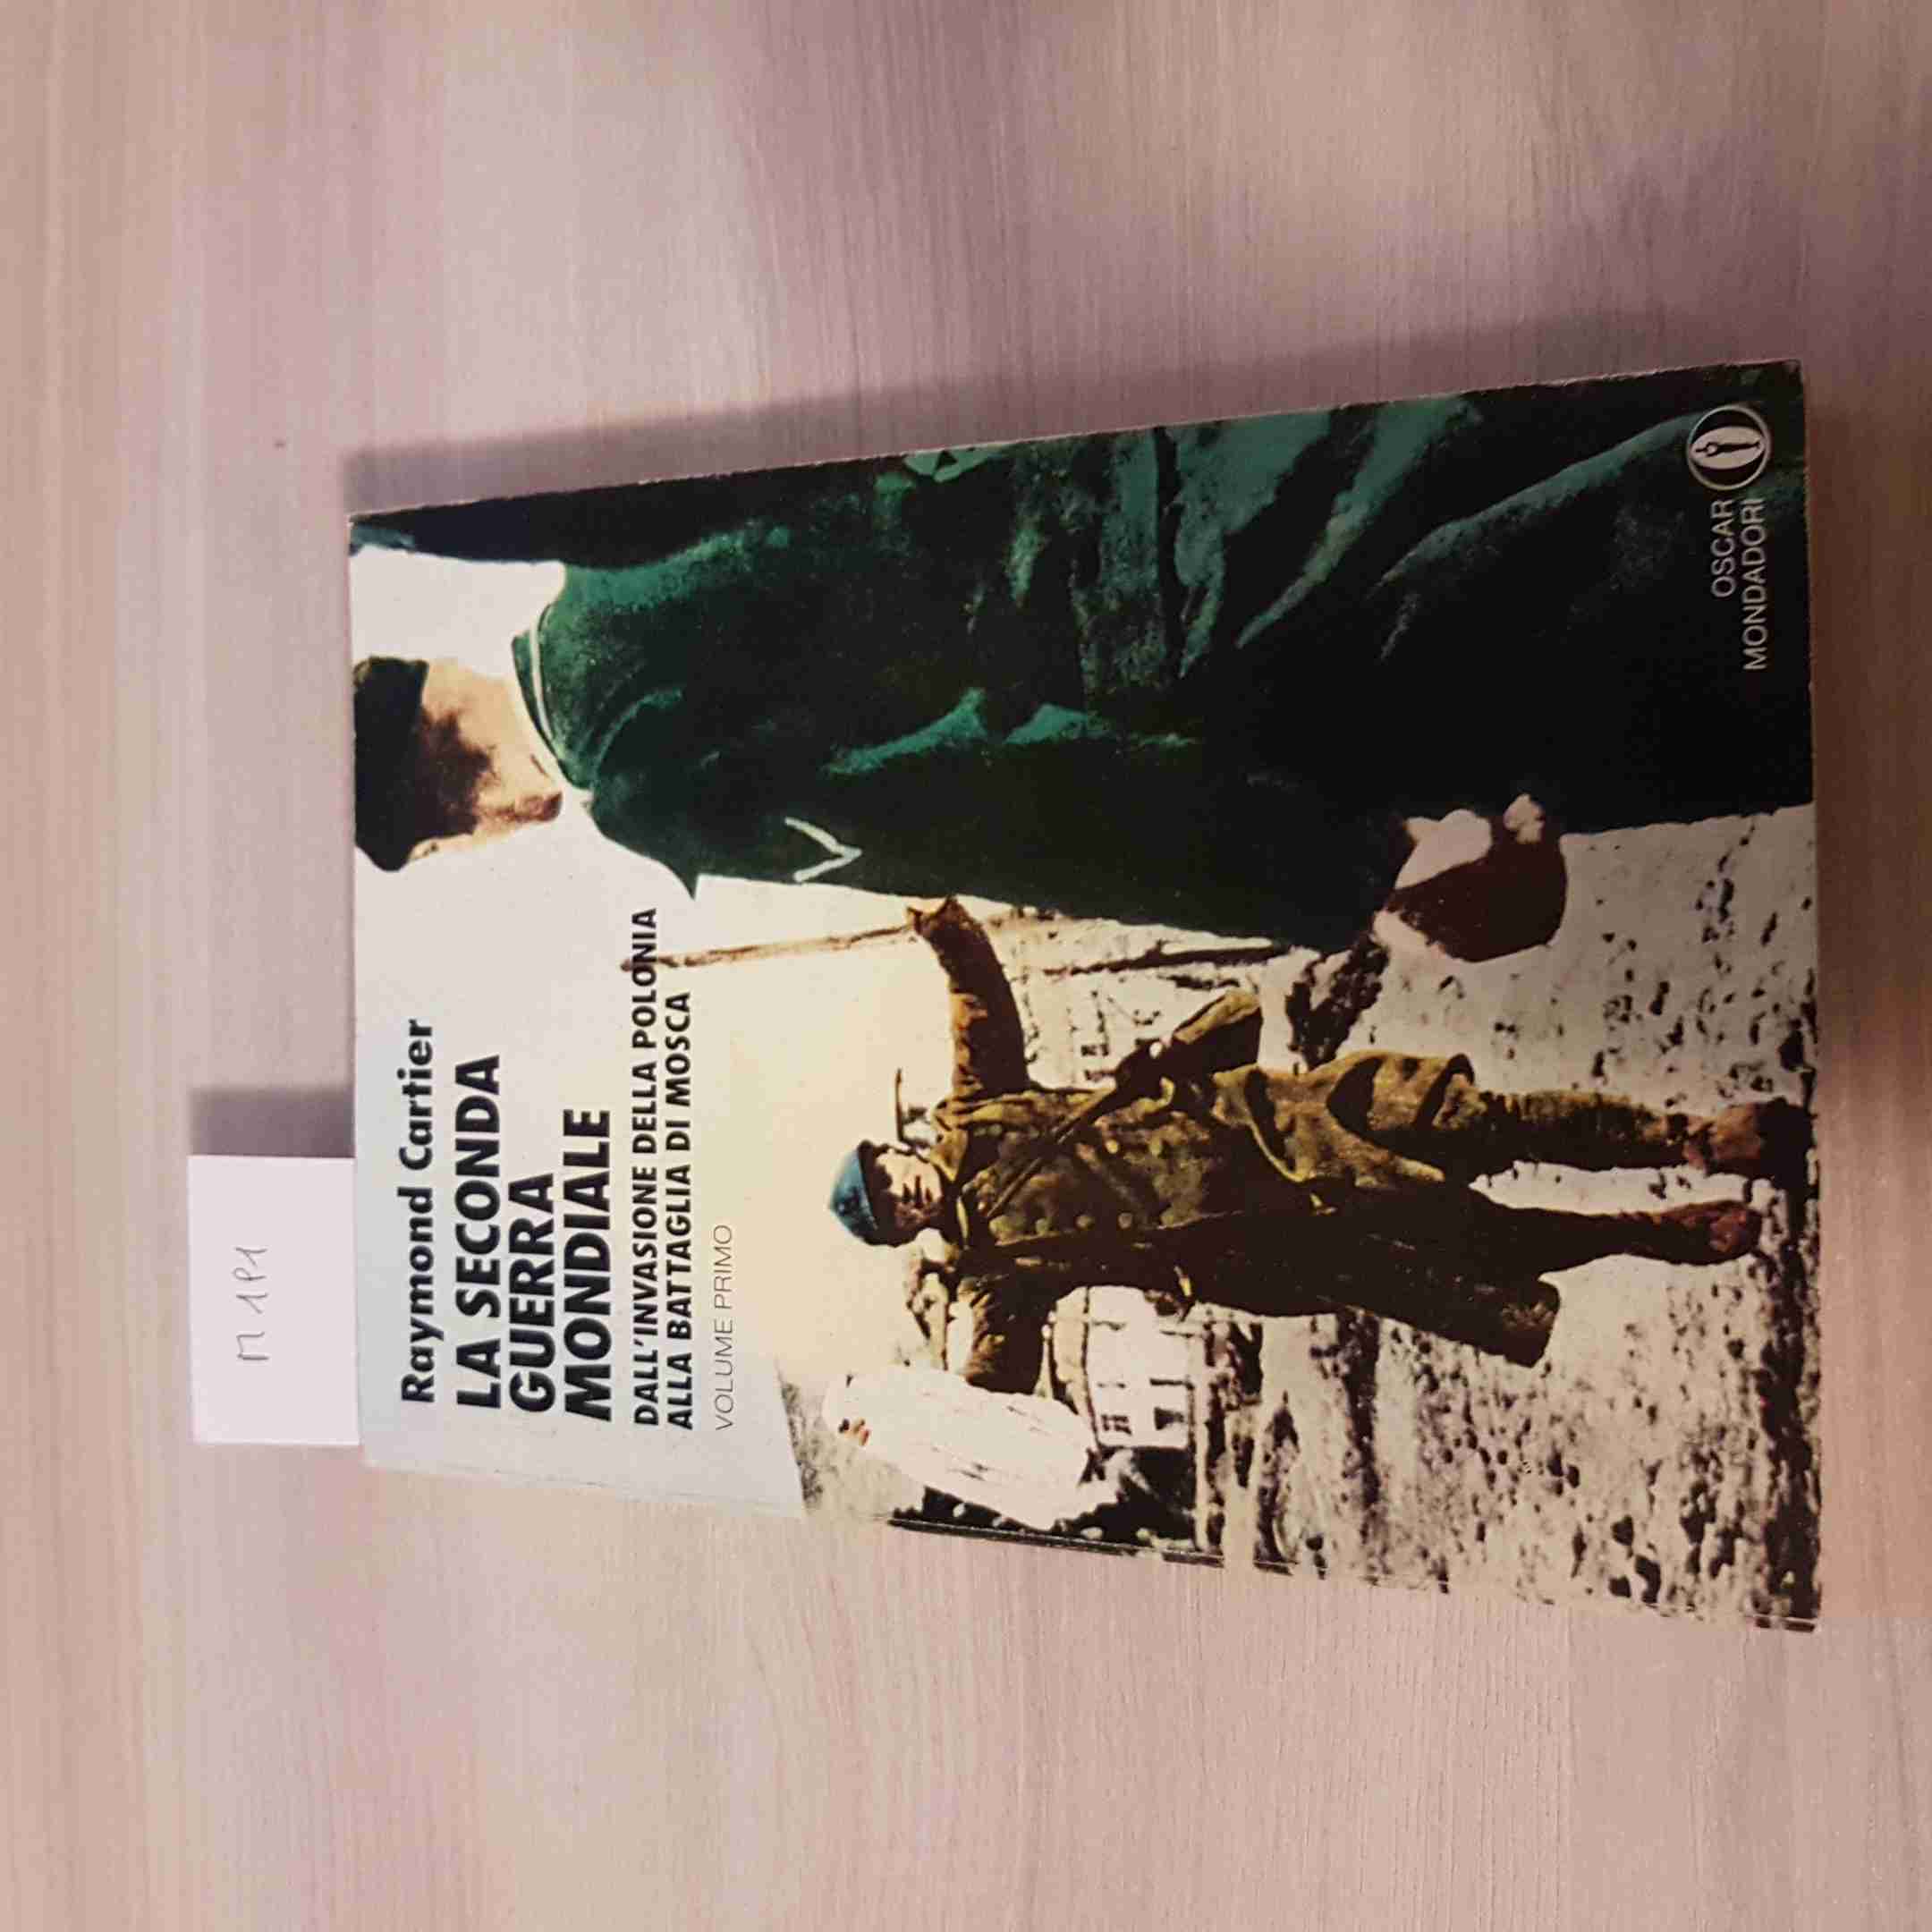 M 1P1
Raymond Cartier
LA SECONDA
GUERRA
MONDIALE
DALL'INVASIONE DELLA POLONIA
ALLA BATTAGLIA DI MOSCA
VOLUME PRIMO
OSCAR
MONDADORI